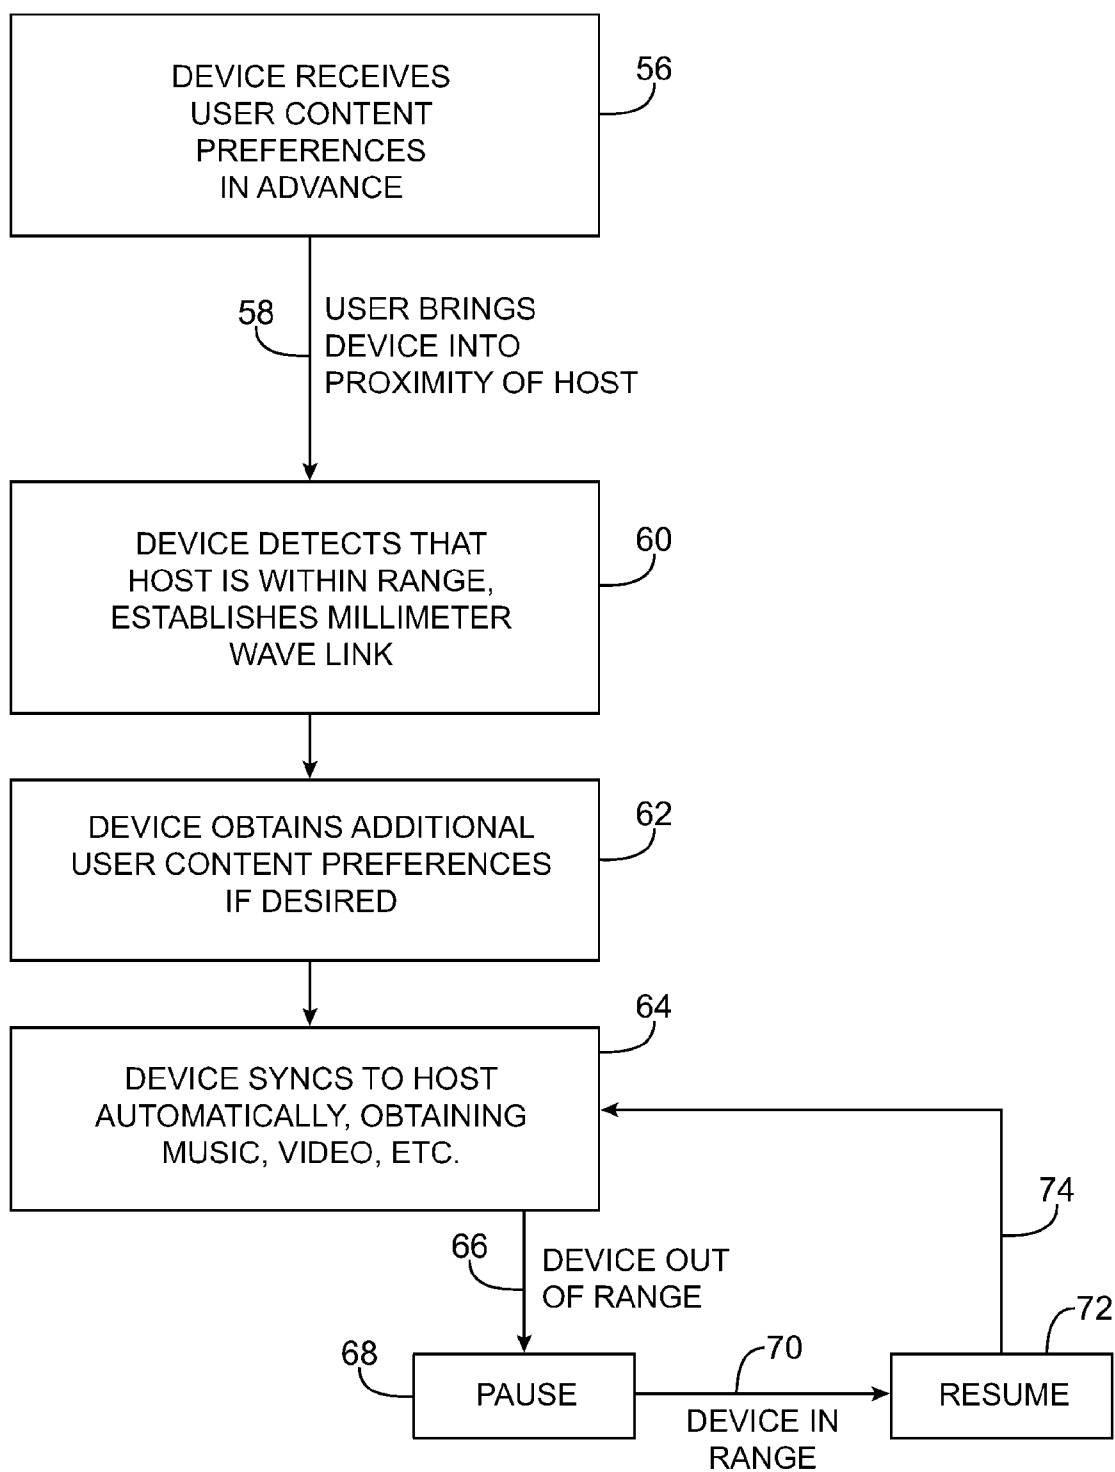 DEVICE RECEIVES
USER CONTENT
PREFERENCES
IN ADVANCE
56
58
USER BRINGS
DEVICE INTO
PROXIMITY OF HOST
DEVICE DETECTS THAT
HOST IS WITHIN RANGE,
ESTABLISHES MILLIMETER
WAVE LINK
60
DEVICE OBTAINS ADDITIONAL
USER CONTENT PREFERENCES
IF DESIRED
62
DEVICE SYNCS TO HOST
AUTOMATICALLY, OBTAINING
MUSIC, VIDEO, ETC.
64
66
DEVICE OUT
OF RANGE
68
PAUSE
70
DEVICE IN
RANGE
RESUME
72
74